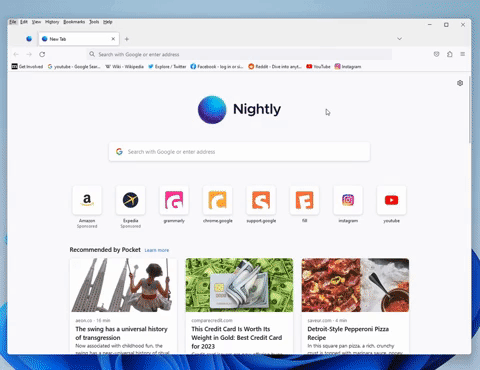 File Edit View History Bookmarks Tools Help
New Tab
Search with Google or enter address
Get Involved youtube - Google Sear... Wiki - Wikipedia Explore / Twitter Facebook - log in or si... Reddit - Dive into anyt... YouTube Instagram
Nightly
Search with Google or enter address
Amazon Expedia grammarly chrome.google support.google fifi instagram youtube
Sponsored Sponsored
Recommended by Pocket Learn more
aeon.co · 10 min
The swing has a universal history
of transgression
Now associated with childhood fun, the
swing has a near-universal history of ritual
comparecredit.com
This Credit Card Is Worth Its
Weight in Gold: Best Credit Card
for 2023
saveur.com · 4 min
Detroit-Style Pepperoni Pizza
Recipe
In this square pan pizza, a rich, crunchy
crust is topped with marinara sauce, honey